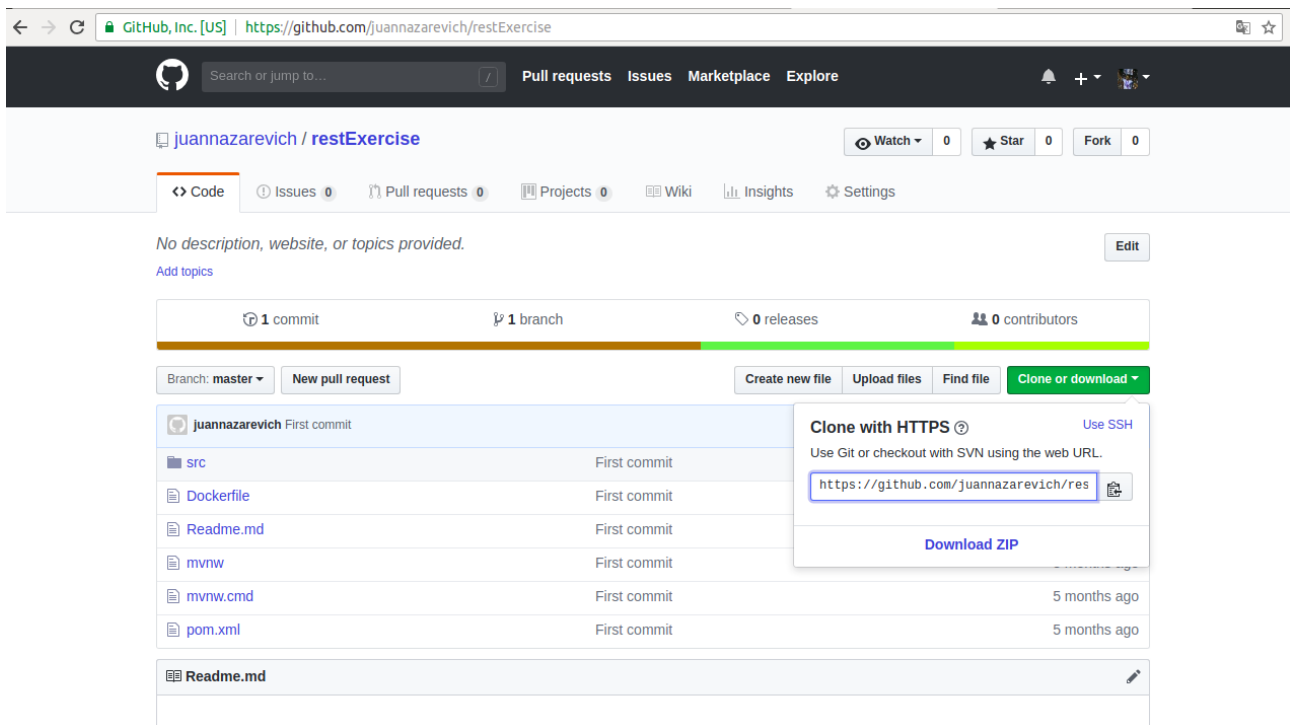 GitHub, Inc. [US] | https://github.com/juannazarevich/restExercise
Search or jump to... / Pull requests Issues Marketplace Explore
juannazarevich / restExercise Watch 0 Star 0 Fork 0
Code Issues 0 Pull requests 0 Projects 0 Wiki Insights Settings
No description, website, or topics provided. Edit
Add topics
1 commit 1 branch 0 releases 0 contributors
Branch: master New pull request Create new file Upload files Find file Clone or download
juannazarevich First commit
Clone with HTTPS Use SSH
Use Git or checkout with SVN using the web URL.
https://github.com/juannazarevich/res
Download ZIP
src First commit
Dockerfile First commit
Readme.md First commit
mvnw First commit
mvnw.cmd First commit 5 months ago
pom.xml First commit 5 months ago
Readme.md